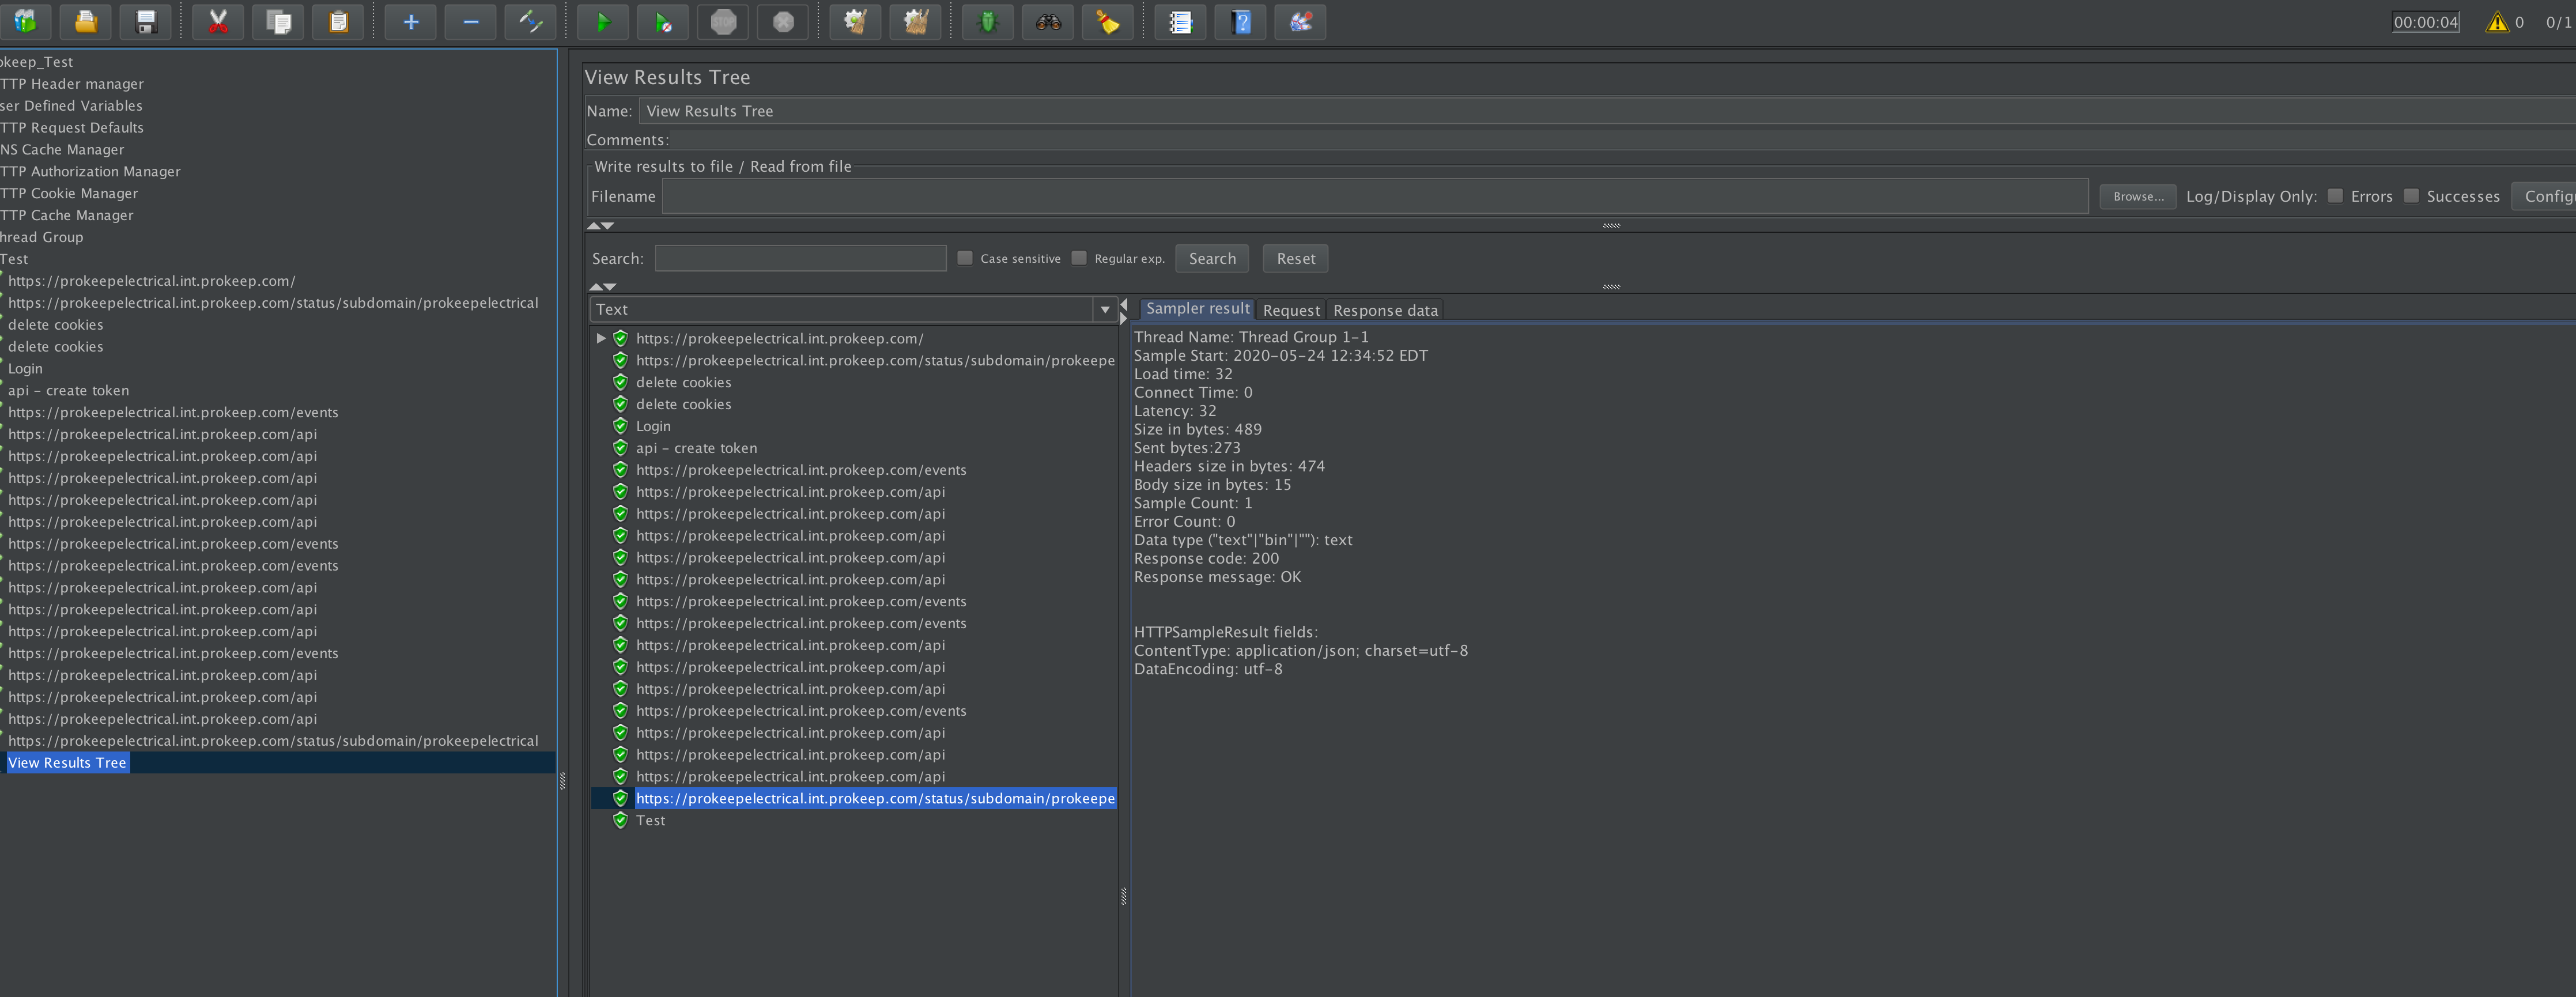 STOP
00:00:04
0
0/1
okeep_Test
TTP Header manager
ser Defined Variables
TTP Request Defaults
NS Cache Manager
TTP Authorization Manager
TTP Cookie Manager
TTP Cache Manager
hread Group
Test
https://prokeepelectrical.int.prokeep.com/
https://prokeepelectrical.int.prokeep.com/status/subdomain/prokeepelectrical
delete cookies
delete cookies
Login
api - create token
https://prokeepelectrical.int.prokeep.com/events
https://prokeepelectrical.int.prokeep.com/api
https://prokeepelectrical.int.prokeep.com/api
https://prokeepelectrical.int.prokeep.com/api
https://prokeepelectrical.int.prokeep.com/api
https://prokeepelectrical.int.prokeep.com/api
https://prokeepelectrical.int.prokeep.com/events
https://prokeepelectrical.int.prokeep.com/events
https://prokeepelectrical.int.prokeep.com/api
https://prokeepelectrical.int.prokeep.com/api
https://prokeepelectrical.int.prokeep.com/api
https://prokeepelectrical.int.prokeep.com/events
https://prokeepelectrical.int.prokeep.com/api
https://prokeepelectrical.int.prokeep.com/api
https://prokeepelectrical.int.prokeep.com/api
https://prokeepelectrical.int.prokeep.com/status/subdomain/prokeepelectrical
View Results Tree
View Results Tree
Name: View Results Tree
Comments:
Write results to file / Read from file
Filename Browse... Log/Display Only: Errors Successes Config
Search: Case sensitive Regular exp. Search Reset
Text
https://prokeepelectrical.int.prokeep.com/
https://prokeepelectrical.int.prokeep.com/status/subdomain/prokeepe
delete cookies
delete cookies
Login
api - create token
https://prokeepelectrical.int.prokeep.com/events
https://prokeepelectrical.int.prokeep.com/api
https://prokeepelectrical.int.prokeep.com/api
https://prokeepelectrical.int.prokeep.com/api
https://prokeepelectrical.int.prokeep.com/api
https://prokeepelectrical.int.prokeep.com/api
https://prokeepelectrical.int.prokeep.com/events
https://prokeepelectrical.int.prokeep.com/events
https://prokeepelectrical.int.prokeep.com/api
https://prokeepelectrical.int.prokeep.com/api
https://prokeepelectrical.int.prokeep.com/api
https://prokeepelectrical.int.prokeep.com/events
https://prokeepelectrical.int.prokeep.com/api
https://prokeepelectrical.int.prokeep.com/api
https://prokeepelectrical.int.prokeep.com/api
https://prokeepelectrical.int.prokeep.com/status/subdomain/prokeepe
Test
Sampler result Request Response data
Thread Name: Thread Group 1-1
Sample Start: 2020-05-24 12:34:52 EDT
Load time: 32
Connect Time: 0
Latency: 32
Size in bytes: 489
Sent bytes:273
Headers size in bytes: 474
Body size in bytes: 15
Sample Count: 1
Error Count: 0
Data type ("text"|"bin"|""): text
Response code: 200
Response message: OK
HTTPSampleResult fields:
ContentType: application/json; charset=utf-8
DataEncoding: utf-8